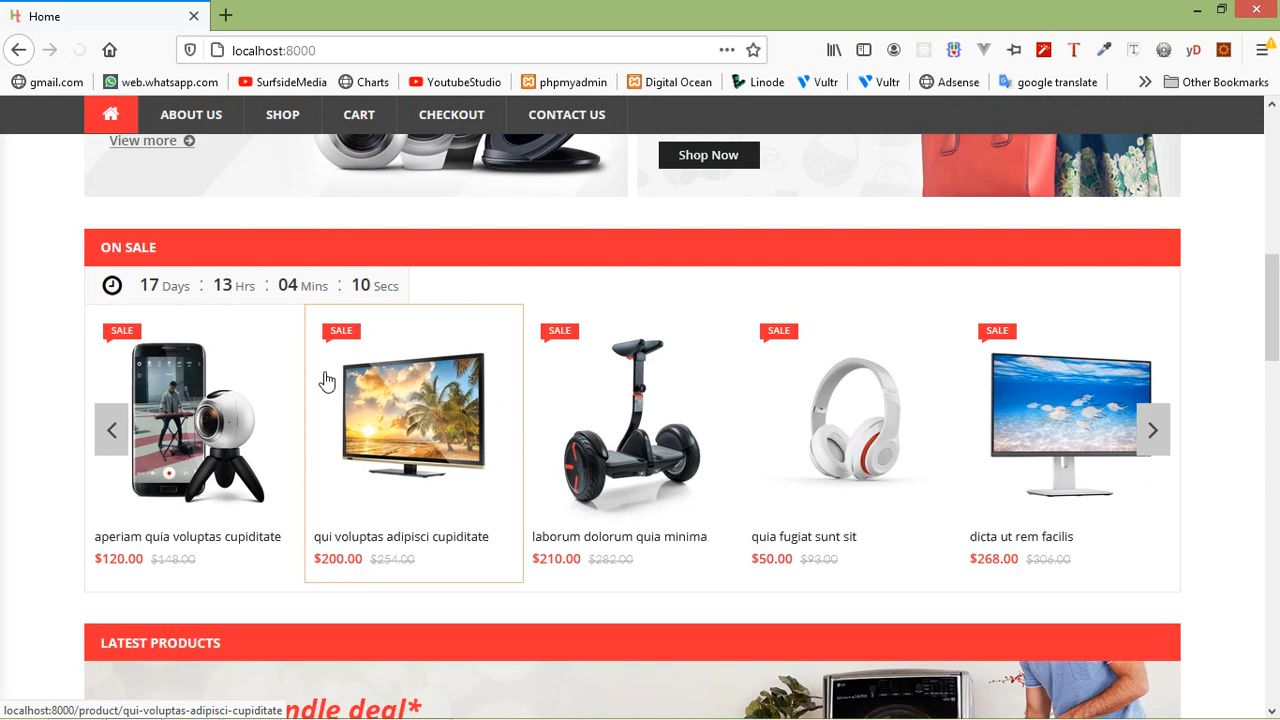 Home
localhost:8000
gmail.com
web.whatsapp.com
SurfsideMedia
Charts
YoutubeStudio
phpmyadmin
Digital Ocean
Linode
Vultr
Vultr
Adsense
google translate
Other Bookmarks
ABOUT US
SHOP
CART
CHECKOUT
CONTACT US
View more
Shop Now
ON SALE
17 Days : 13 Hrs : 04 Mins : 10 Secs
SALE
SALE
SALE
SALE
SALE
aperiam quia voluptas cupiditate
$120.00 $148.00
qui voluptas adipisci cupiditate
$200.00 $254.00
laborum dolorum quia minima
$210.00 $282.00
quia fugiat sunt sit
$50.00 $93.00
dicta ut rem facilis
$268.00 $306.00
LATEST PRODUCTS
ndle deal*
localhost:8000/product/qui-voluptas-adipisci-cupiditate